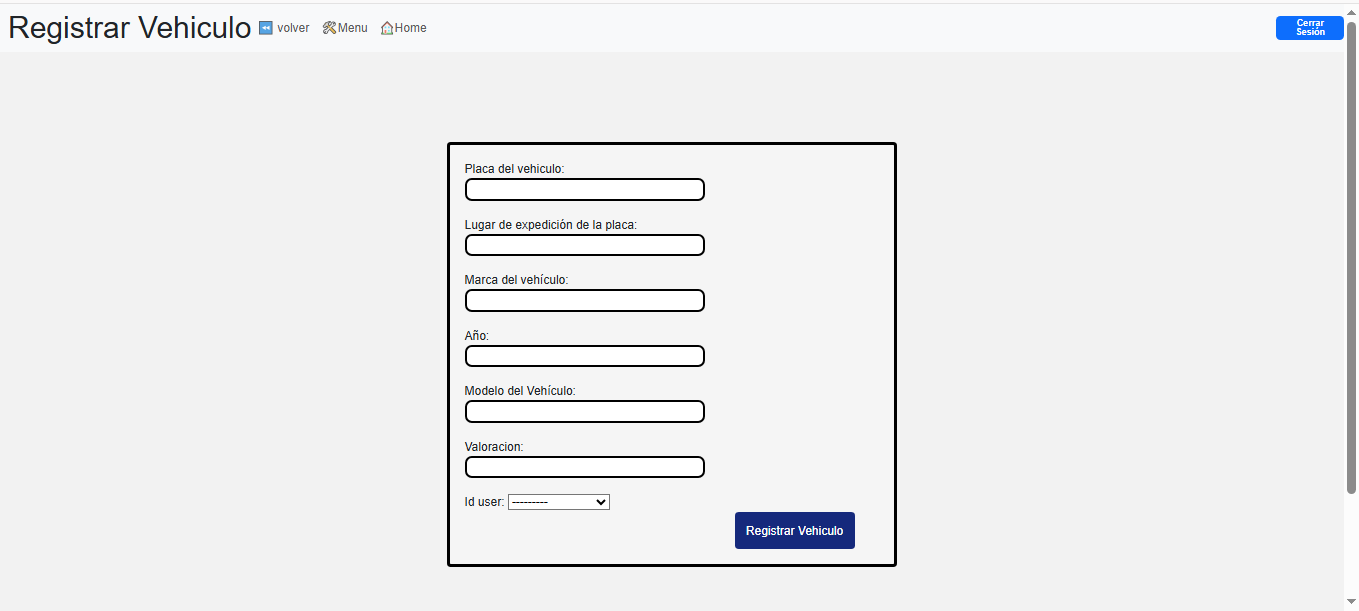 Registrar Vehiculo volver Menu Home
Cerrar
Sesión
Placa del vehiculo:
Lugar de expedición de la placa:
Marca del vehículo:
Año:
Modelo del Vehículo:
Valoracion:
Id user: ---------
Registrar Vehiculo